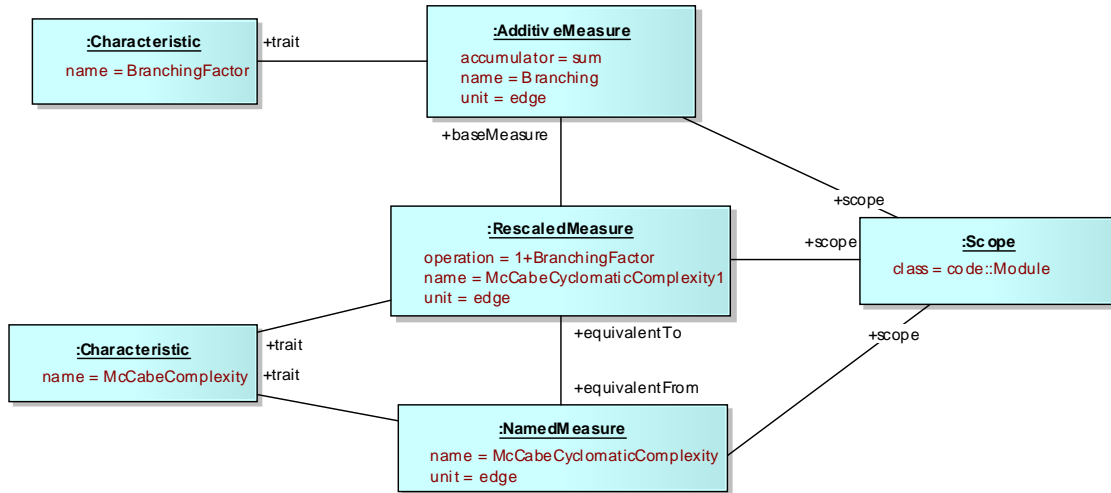 :Characteristic
name = BranchingFactor
+trait
:AdditiveMeasure
accumulator = sum
name = Branching
unit = edge
+baseMeasure
+scope
:RescaledMeasure
operation = 1+BranchingFactor
name = McCabeCyclomaticComplexity1
unit = edge
+scope
:Scope
class = code::Module
+scope
:Characteristic
name = McCabeComplexity
+trait
+trait
+equivalentTo
+equivalentFrom
:NamedMeasure
name = McCabeCyclomaticComplexity
unit = edge